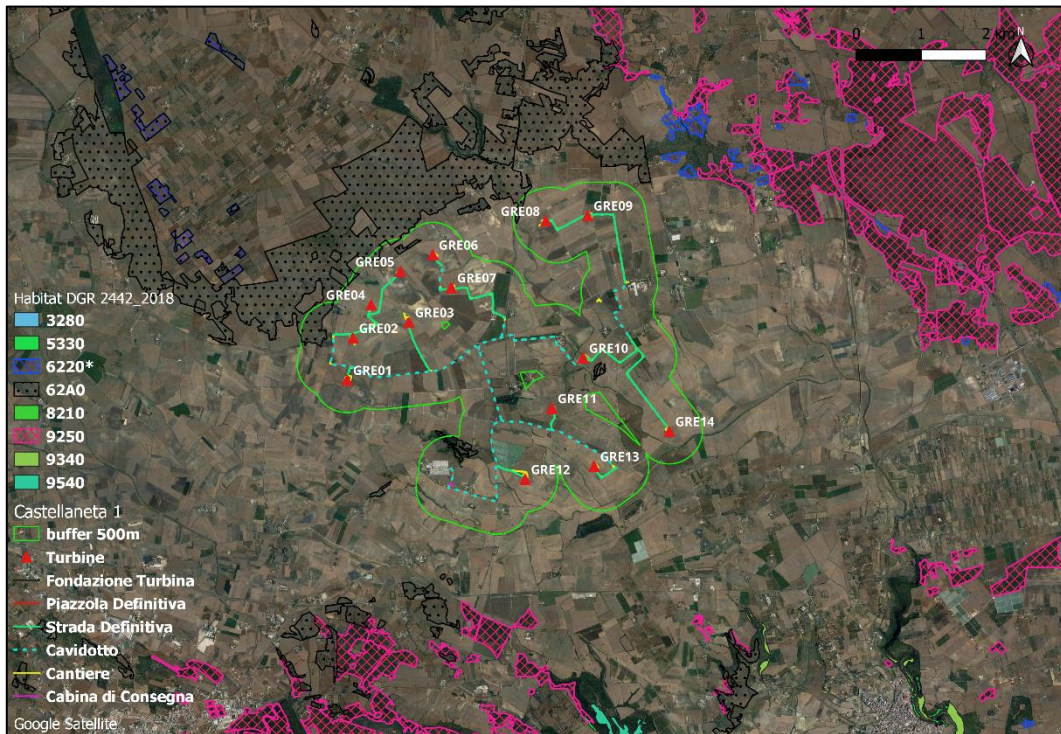 N
0 1 2 km
GRE08
GRE09
GRE06
GRE05
GRE07
GRE04
GRE03
GRE02
GRE10
GRE01
GRE11
GRE14
GRE13
GRE12
Habitat DGR 2442_2018
3280
5330
6220*
62A0
8210
9250
9340
9540
Castellaneta 1
buffer 500m
Turbine
Fondazione Turbina
Piazzola Definitiva
Strada Definitiva
Cavidotto
Cantiere
Cabina di Consegna
Google Satellite